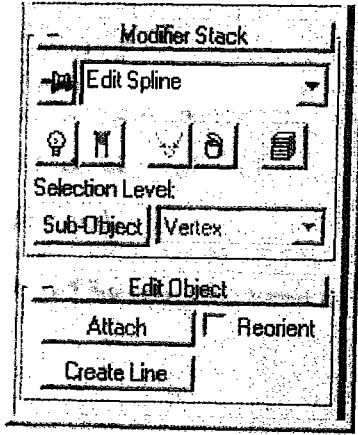 - Modifier Stack
Edit Spline
Selection Level:
Sub-Object Vertex
- Edit Object
Attach Reorient
Create Line